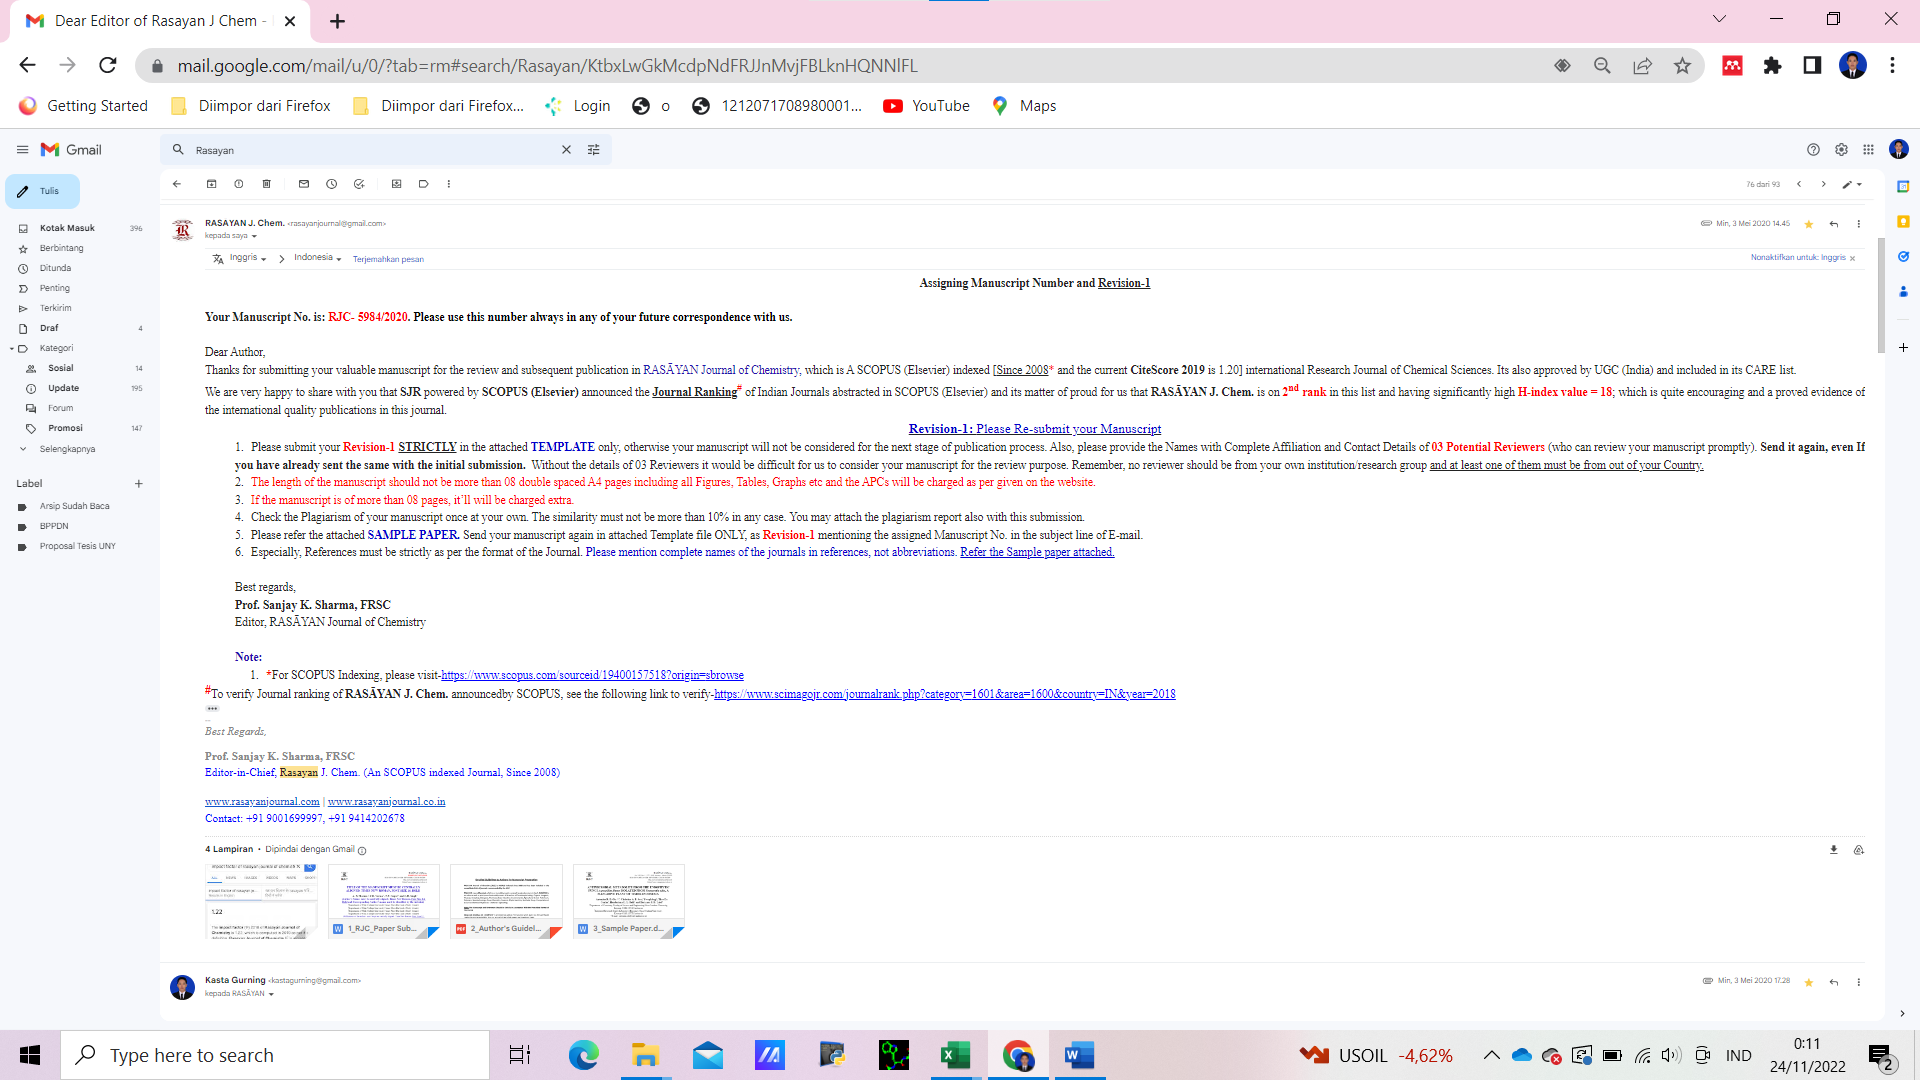 Dear Editor of Rasayan J Chem -
mail.google.com/mail/u/0/?tab=rm#search/Rasayan/KtbxLwGkMcdpNdFRJJnMvjFBLknHQNNlFL
Getting Started Diimpor dari Firefox Diimpor dari Firefox... Login o 1212071708980001... YouTube Maps
Gmail
Rasayan
Tulis
76 dari 93
Kotak Masuk 396
Berbintang
Ditunda
Penting
Terkirim
Draf 4
Kategori
Sosial 14
Update 195
Forum
Promosi 147
Selengkapnya
Label
Arsip Sudah Baca
BPPDN
Proposal Tesis UNY
RASAYAN J. Chem. <rasayanjournal@gmail.com>
Min, 3 Mei 2020 14.45
kepada saya
Inggris Indonesia Terjemahkan pesan
Nonaktifkan untuk: Inggris x
Assigning Manuscript Number and Revision-1
Your Manuscript No. is: RJC- 5984/2020. Please use this number always in any of your future correspondence with us.
Dear Author,
Thanks for submitting your valuable manuscript for the review and subsequent publication in RASĀYAN Journal of Chemistry, which is A SCOPUS (Elsevier) indexed [Since 2008* and the current CiteScore 2019 is 1.20] international Research Journal of Chemical Sciences. Its also approved by UGC (India) and included in its CARE list.
We are very happy to share with you that SJR powered by SCOPUS (Elsevier) announced the Journal Ranking# of Indian Journals abstracted in SCOPUS (Elsevier) and its matter of proud for us that RASĀYAN J. Chem. is on 2nd rank in this list and having significantly high H-index value = 18; which is quite encouraging and a proved evidence of
the international quality publications in this journal.
Revision-1: Please Re-submit your Manuscript
1. Please submit your Revision-1 STRICTLY in the attached TEMPLATE only, otherwise your manuscript will not be considered for the next stage of publication process. Also, please provide the Names with Complete Affiliation and Contact Details of 03 Potential Reviewers (who can review your manuscript promptly). Send it again, even If
you have already sent the same with the initial submission. Without the details of 03 Reviewers it would be difficult for us to consider your manuscript for the review purpose. Remember, no reviewer should be from your own institution/research group and at least one of them must be from out of your Country.
2. The length of the manuscript should not be more than 08 double spaced A4 pages including all Figures, Tables, Graphs etc and the APCs will be charged as per given on the website.
3. If the manuscript is of more than 08 pages, it'll will be charged extra.
4. Check the Plagiarism of your manuscript once at your own. The similarity must not be more than 10% in any case. You may attach the plagiarism report also with this submission.
5. Please refer the attached SAMPLE PAPER. Send your manuscript again in attached Template file ONLY, as Revision-1 mentioning the assigned Manuscript No. in the subject line of E-mail.
6. Especially, References must be strictly as per the format of the Journal. Please mention complete names of the journals in references, not abbreviations. Refer the Sample paper attached.
Best regards,
Prof. Sanjay K. Sharma, FRSC
Editor, RASĀYAN Journal of Chemistry
Note:
1. *For SCOPUS Indexing, please visit-https://www.scopus.com/sourceid/19400157518?origin=sbrowse
#To verify Journal ranking of RASĀYAN J. Chem. announcedby SCOPUS, see the following link to verify-https://www.scimagojr.com/journalrank.php?category=1601&area=1600&country=IN&year=2018
--
Best Regards,
Prof. Sanjay K. Sharma, FRSC
Editor-in-Chief, Rasayan J. Chem. (An SCOPUS indexed Journal, Since 2008)
www.rasayanjournal.com | www.rasayanjournal.co.in
Contact: +91 9001699997, +91 9414202678
4 Lampiran • Dipindai dengan Gmail
1.22
1_RJC_Paper Sub... 2_Author's Guidel... 3_Sample Paper.d...
Kasta Gurning <kastagurning@gmail.com>
Min, 3 Mei 2020 17.28
kepada RASĀYAN
Type here to search
USOIL -4,62%
IND
0:11
24/11/2022
2